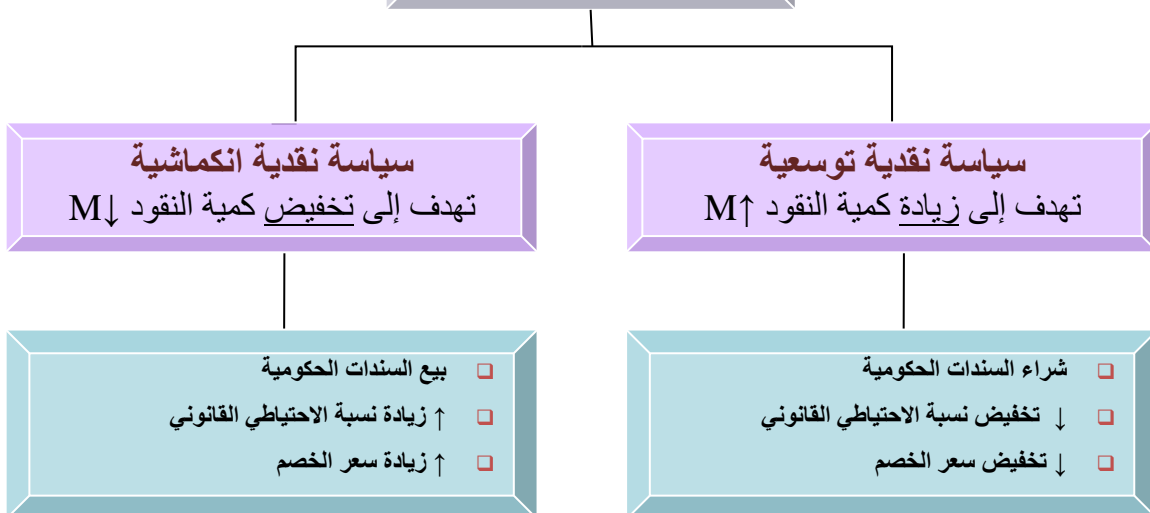 سياسة نقدية توسعية
تهدف إلى زيادة كمية النقود M↑
سياسة نقدية انكماشية
تهدف إلى تخفيض كمية النقود M↓
❑ شراء السندات الحكومية
❑ ↓ تخفيض نسبة الاحتياطي القانوني
❑ ↓ تخفيض سعر الخصم
❑ بيع السندات الحكومية
❑ ↑ زيادة نسبة الاحتياطي القانوني
❑ ↑ زيادة سعر الخصم